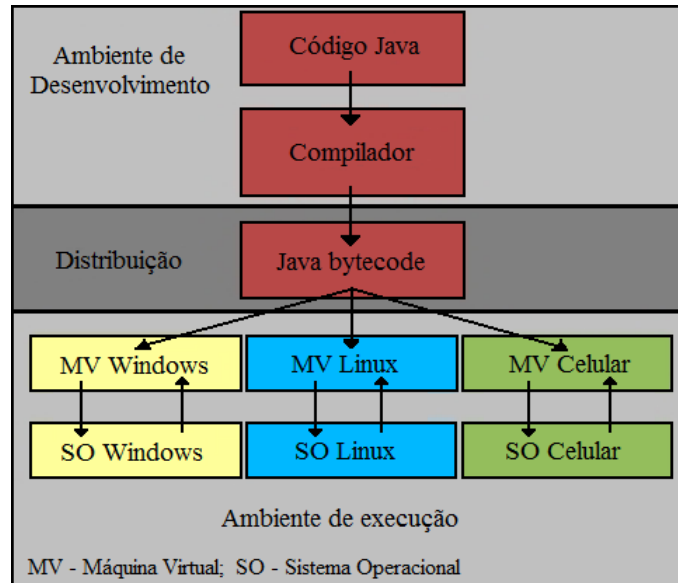 Ambiente de
Desenvolvimento
Código Java
Compilador
Distribuição
Java bytecode
MV Windows
MV Linux
MV Celular
SO Windows
SO Linux
SO Celular
Ambiente de execução
MV - Máquina Virtual; SO - Sistema Operacional